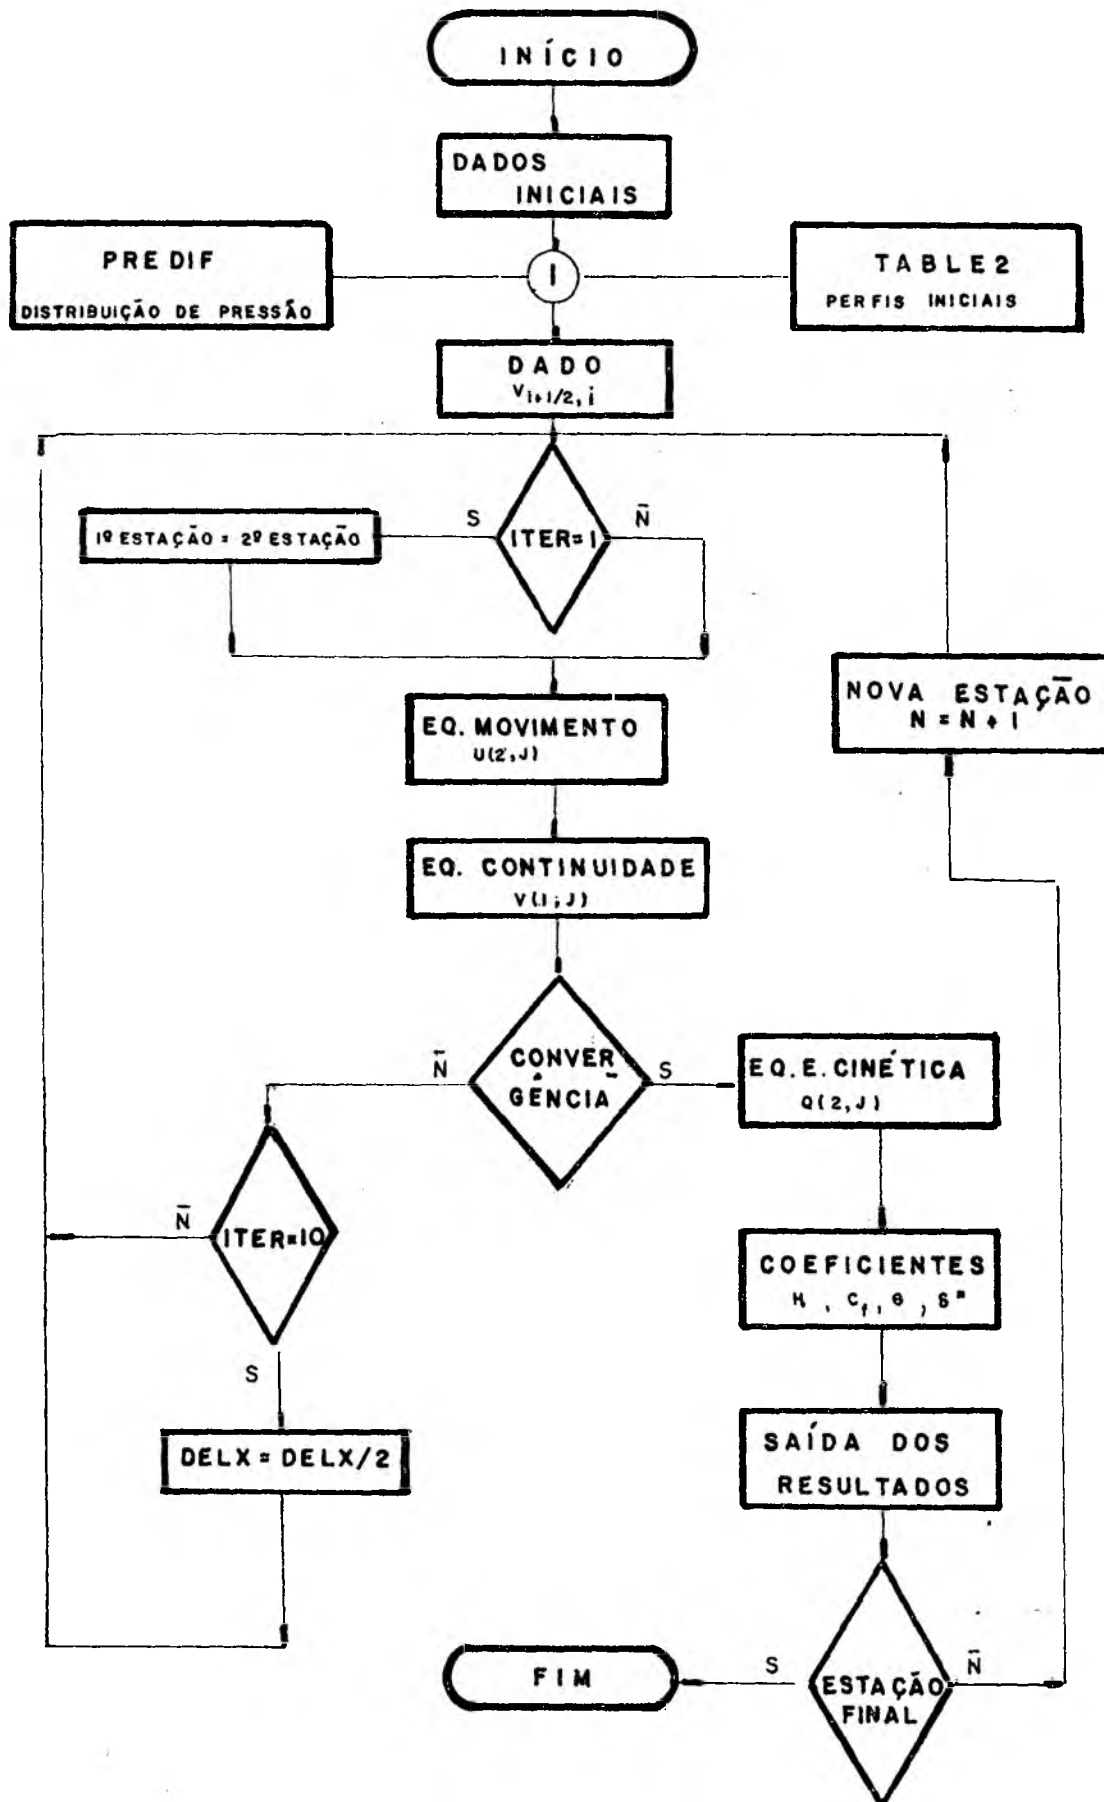 INÍCIO
DADOS
INICIAIS
PREDIF
DISTRIBUIÇÃO DE PRESSÃO
I
TABLE2
PERFIS INICIAIS
DADO
V i+1/2, j
S
ITER=1
N̄
1º ESTAÇÃO = 2º ESTAÇÃO
EQ. MOVIMENTO
U(2,J)
NOVA ESTAÇÃO
N = N + 1
EQ. CONTINUIDADE
V(1,J)
N̄
CONVER
GÊNCIA
S
EQ. E. CINÉTICA
Q(2,J)
N̄
ITER=10
S
COEFICIENTES
H, Cf, θ, δ*
DELX = DELX/2
SAÍDA DOS
RESULTADOS
FIM
S
ESTAÇÃO
FINAL
N̄